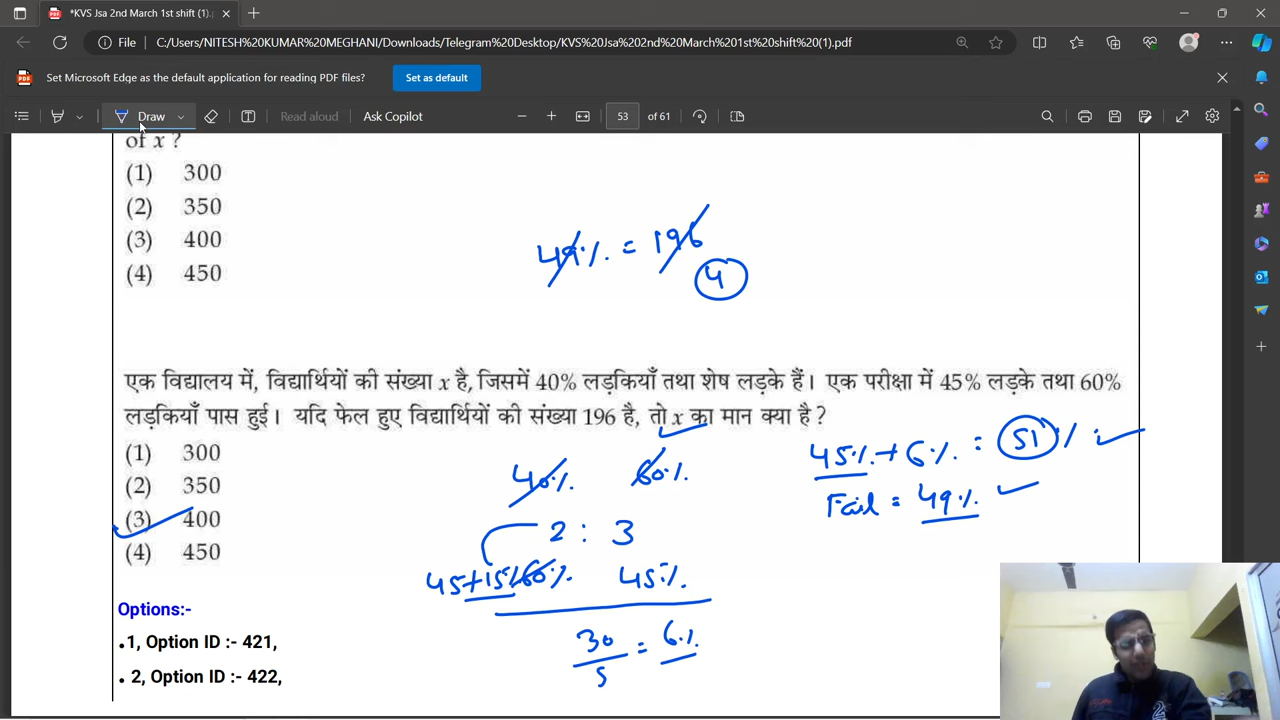 *KVS Jsa 2nd March 1st shift (1).p
File C:/Users/NITESH%20KUMAR%20MEGHANI/Downloads/Telegram%20Desktop/KVS%20Jsa%202nd%20March%201st%20shift%20(1).pdf
Set Microsoft Edge as the default application for reading PDF files? Set as default
Draw Read aloud Ask Copilot 53 of 61
of x ?
(1) 300
(2) 350
(3) 400
(4) 450
49% = 196
4
एक विद्यालय में, विद्यार्थियों की संख्या x है, जिसमें 40% लड़कियाँ तथा शेष लड़के हैं। एक परीक्षा में 45% लड़के तथा 60%
लड़कियाँ पास हुई। यदि फेल हुए विद्यार्थियों की संख्या 196 है, तो x का मान क्या है ?
(1) 300
(2) 350
(3) 400
(4) 450
40% 60%
2 : 3
45+15% 60% 45%
30/5 = 6%
45% + 6% = 51%
Fail = 49%
Options:-
.1, Option ID :- 421,
. 2, Option ID :- 422,